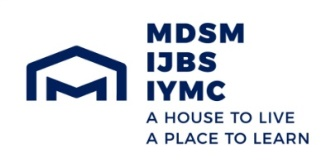 MDSM
IJBS
IYMC
A HOUSE TO LIVE
A PLACE TO LEARN